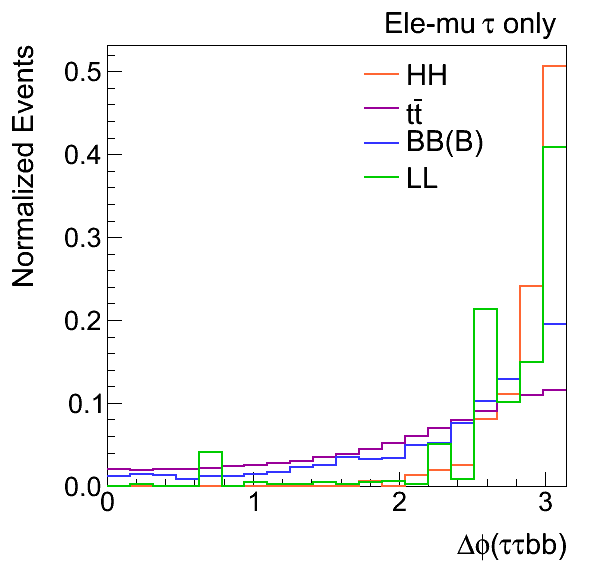 Ele-mu τ only
Normalized Events
HH
tt̄
BB(B)
LL
0.5
0.4
0.3
0.2
0.1
0.0
0 1 2 3
Δϕ(ττbb)